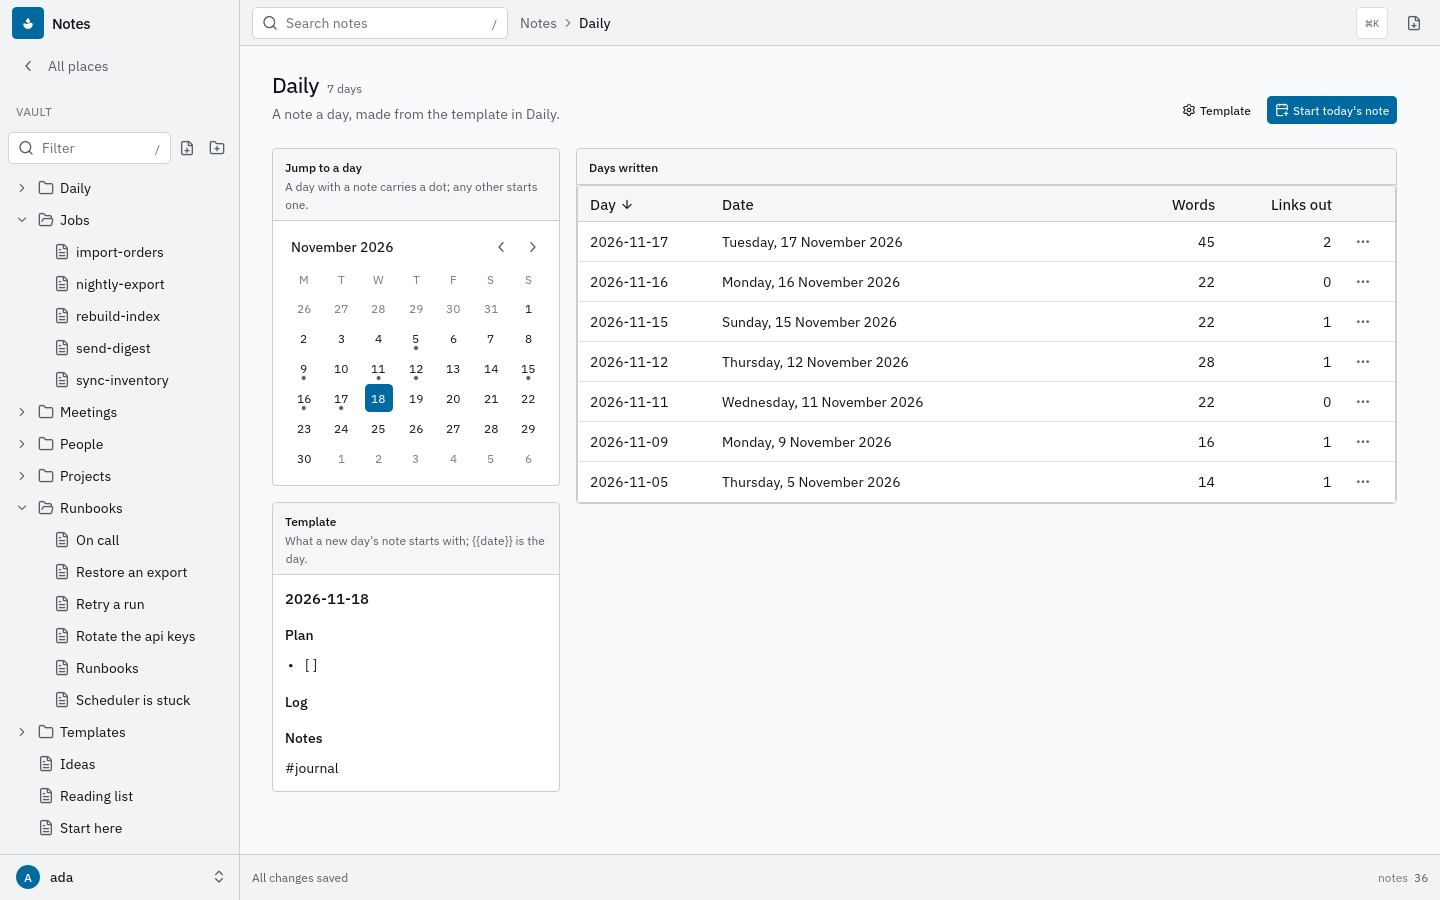 Notes
All places
VAULT
Filter /
Daily
Jobs
import-orders
nightly-export
rebuild-index
send-digest
sync-inventory
Meetings
People
Projects
Runbooks
On call
Restore an export
Retry a run
Rotate the api keys
Runbooks
Scheduler is stuck
Templates
Ideas
Reading list
Start here
A ada
Search notes /
Notes > Daily
⌘K
Daily 7 days
A note a day, made from the template in Daily.
Template
Start today's note
Jump to a day
A day with a note carries a dot; any other starts
one.
November 2026
M T W T F S S
26 27 28 29 30 31 1
2 3 4 5 6 7 8
9 10 11 12 13 14 15
16 17 18 19 20 21 22
23 24 25 26 27 28 29
30 1 2 3 4 5 6
Template
What a new day's note starts with; {{date}} is the
day.
2026-11-18
Plan
• [ ]
Log
Notes
#journal
Days written
Day ↓ Date Words Links out
2026-11-17 Tuesday, 17 November 2026 45 2
2026-11-16 Monday, 16 November 2026 22 0
2026-11-15 Sunday, 15 November 2026 22 1
2026-11-12 Thursday, 12 November 2026 28 1
2026-11-11 Wednesday, 11 November 2026 22 0
2026-11-09 Monday, 9 November 2026 16 1
2026-11-05 Thursday, 5 November 2026 14 1
All changes saved
notes 36